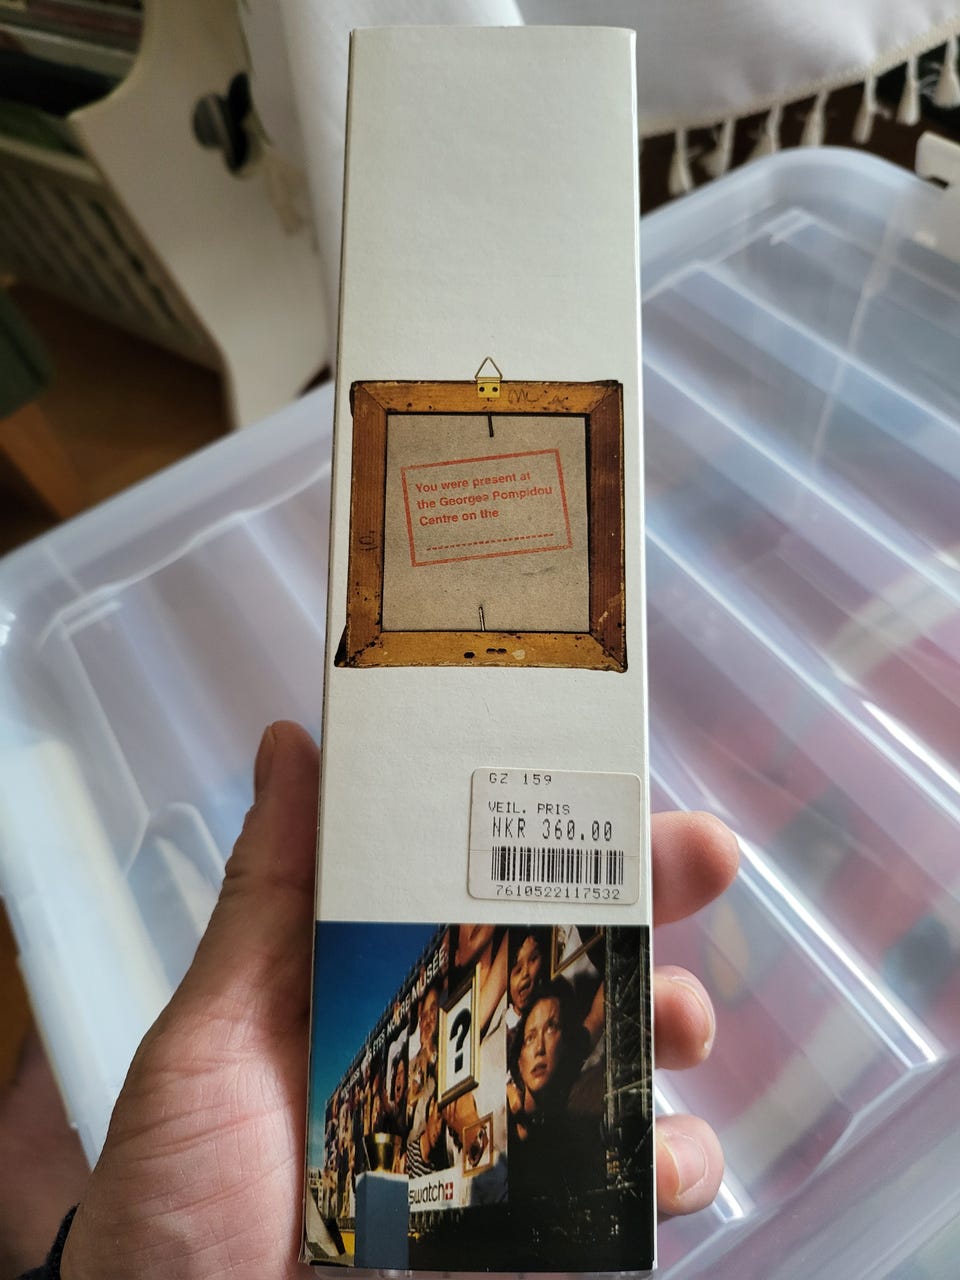 You were present at
the Georges Pompidou
Centre on the
GZ 159
VEIL. PRIS
NKR 360.00
7610522117532
MUSÉE
?
swatch